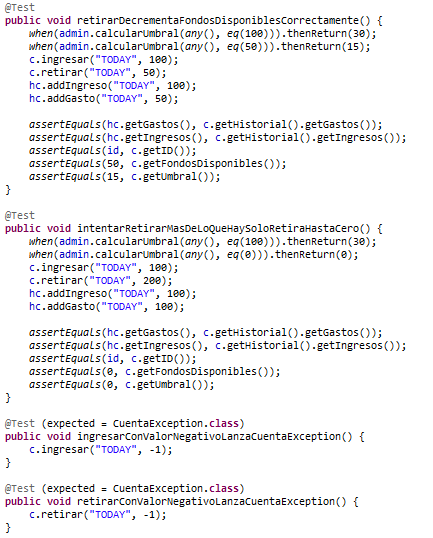 @Test
public void retirarDecrementaFondosDisponiblesCorrectamente() {
    when(admin.calcularUmbral(any(), eq(100))).thenReturn(30);
    when(admin.calcularUmbral(any(), eq(50))).thenReturn(15);
    c.ingresar("TODAY", 100);
    c.retirar("TODAY", 50);
    hc.addIngreso("TODAY", 100);
    hc.addGasto("TODAY", 50);

    assertEquals(hc.getGastos(), c.getHistorial().getGastos());
    assertEquals(hc.getIngresos(), c.getHistorial().getIngresos());
    assertEquals(id, c.getID());
    assertEquals(50, c.getFondosDisponibles());
    assertEquals(15, c.getUmbral());
}

@Test
public void intentarRetirarMasDeLoQueHaySoloRetiraHastaCero() {
    when(admin.calcularUmbral(any(), eq(100))).thenReturn(30);
    when(admin.calcularUmbral(any(), eq(0))).thenReturn(0);
    c.ingresar("TODAY", 100);
    c.retirar("TODAY", 200);
    hc.addIngreso("TODAY", 100);
    hc.addGasto("TODAY", 100);

    assertEquals(hc.getGastos(), c.getHistorial().getGastos());
    assertEquals(hc.getIngresos(), c.getHistorial().getIngresos());
    assertEquals(id, c.getID());
    assertEquals(0, c.getFondosDisponibles());
    assertEquals(0, c.getUmbral());
}

@Test (expected = CuentaException.class)
public void ingresarConValorNegativoLanzaCuentaException() {
    c.ingresar("TODAY", -1);
}

@Test (expected = CuentaException.class)
public void retirarConValorNegativoLanzaCuentaException() {
    c.retirar("TODAY", -1);
}